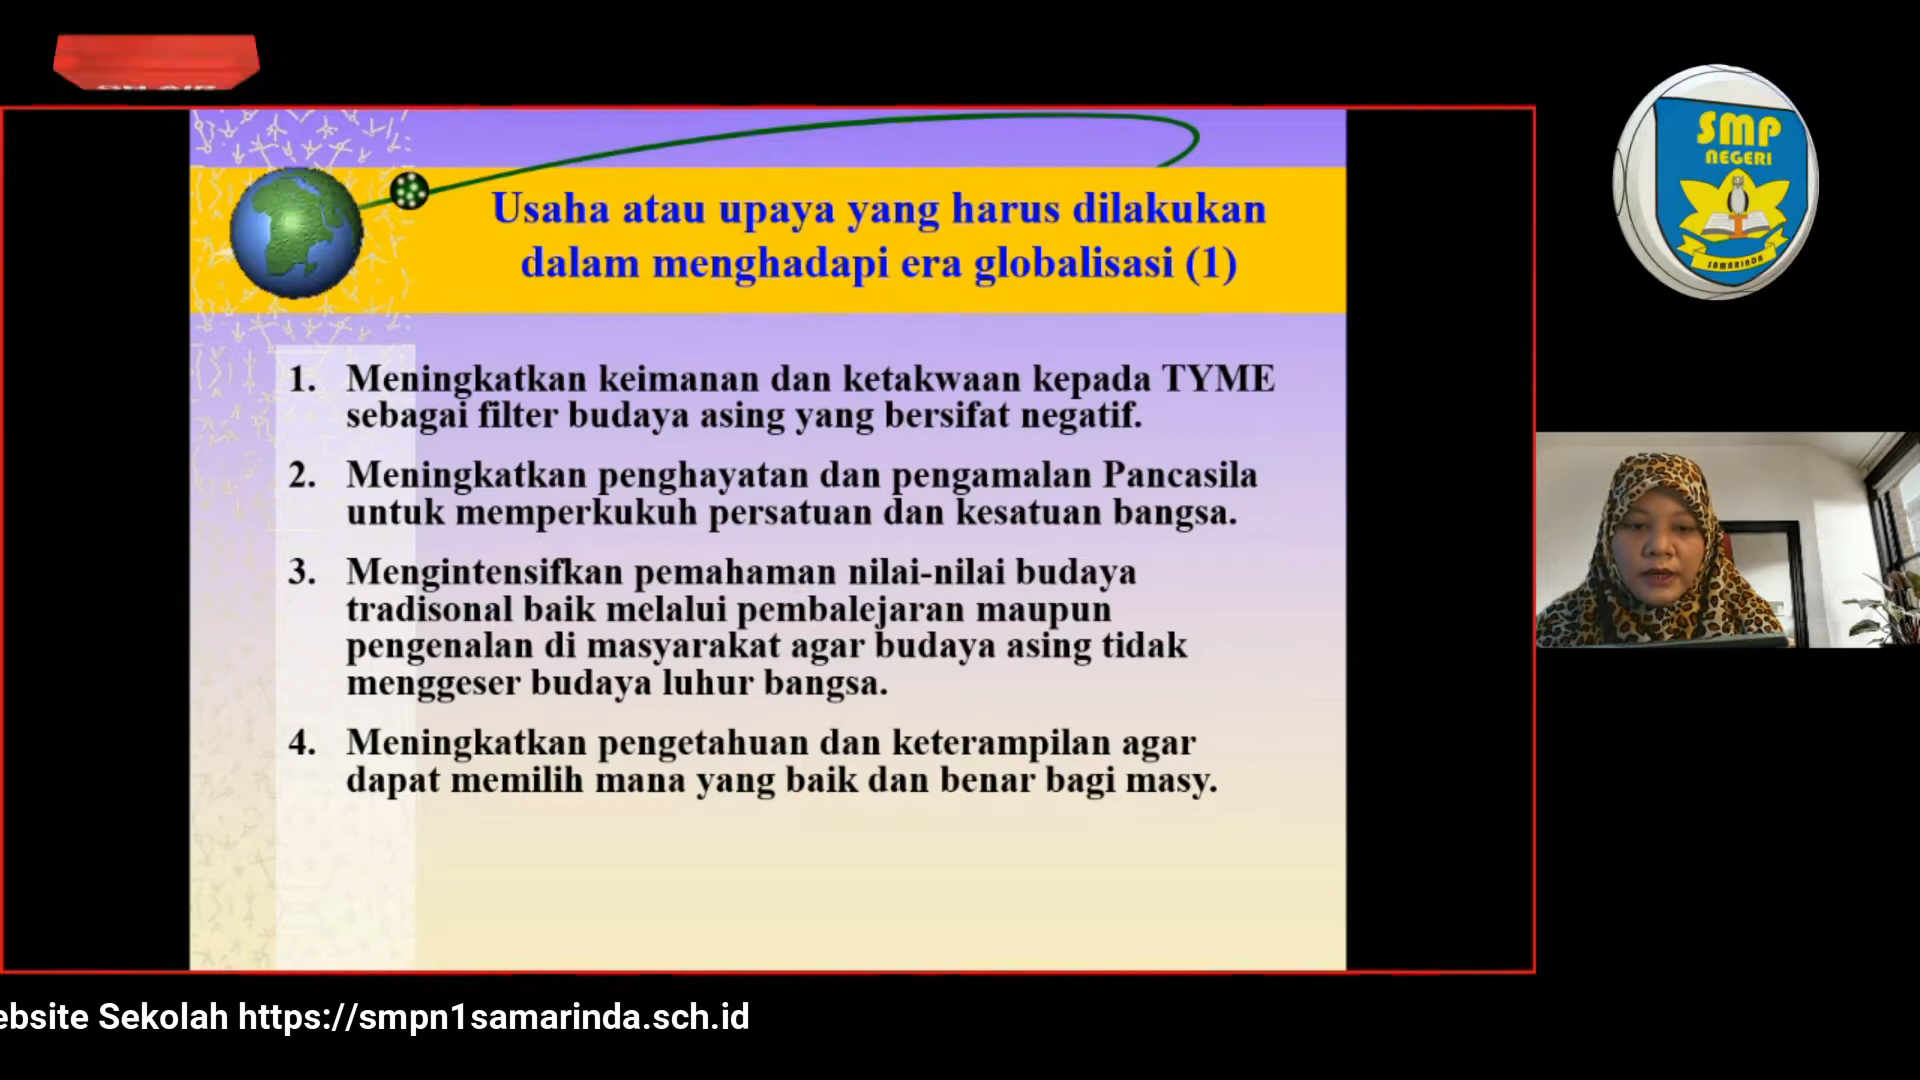 ON AIR
SMP
NEGERI
SAMARINDA
Usaha atau upaya yang harus dilakukan
dalam menghadapi era globalisasi (1)
1. Meningkatkan keimanan dan ketakwaan kepada TYME
sebagai filter budaya asing yang bersifat negatif.
2. Meningkatkan penghayatan dan pengamalan Pancasila
untuk memperkukuh persatuan dan kesatuan bangsa.
3. Mengintensifkan pemahaman nilai-nilai budaya
tradisonal baik melalui pembalejaran maupun
pengenalan di masyarakat agar budaya asing tidak
menggeser budaya luhur bangsa.
4. Meningkatkan pengetahuan dan keterampilan agar
dapat memilih mana yang baik dan benar bagi masy.
ebsite Sekolah https://smpn1samarinda.sch.id